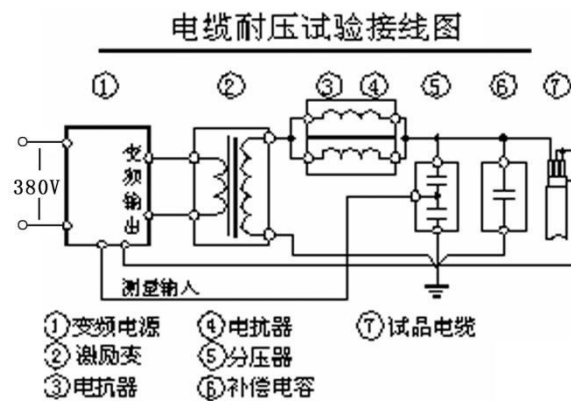 电缆耐压试验接线图
① ② ③ ④ ⑤ ⑥ ⑦
380V
变频输出
测量输入
①变频电源 ④电抗器 ⑦试品电缆
②激励变 ⑤分压器
③电抗器 ⑥补偿电容